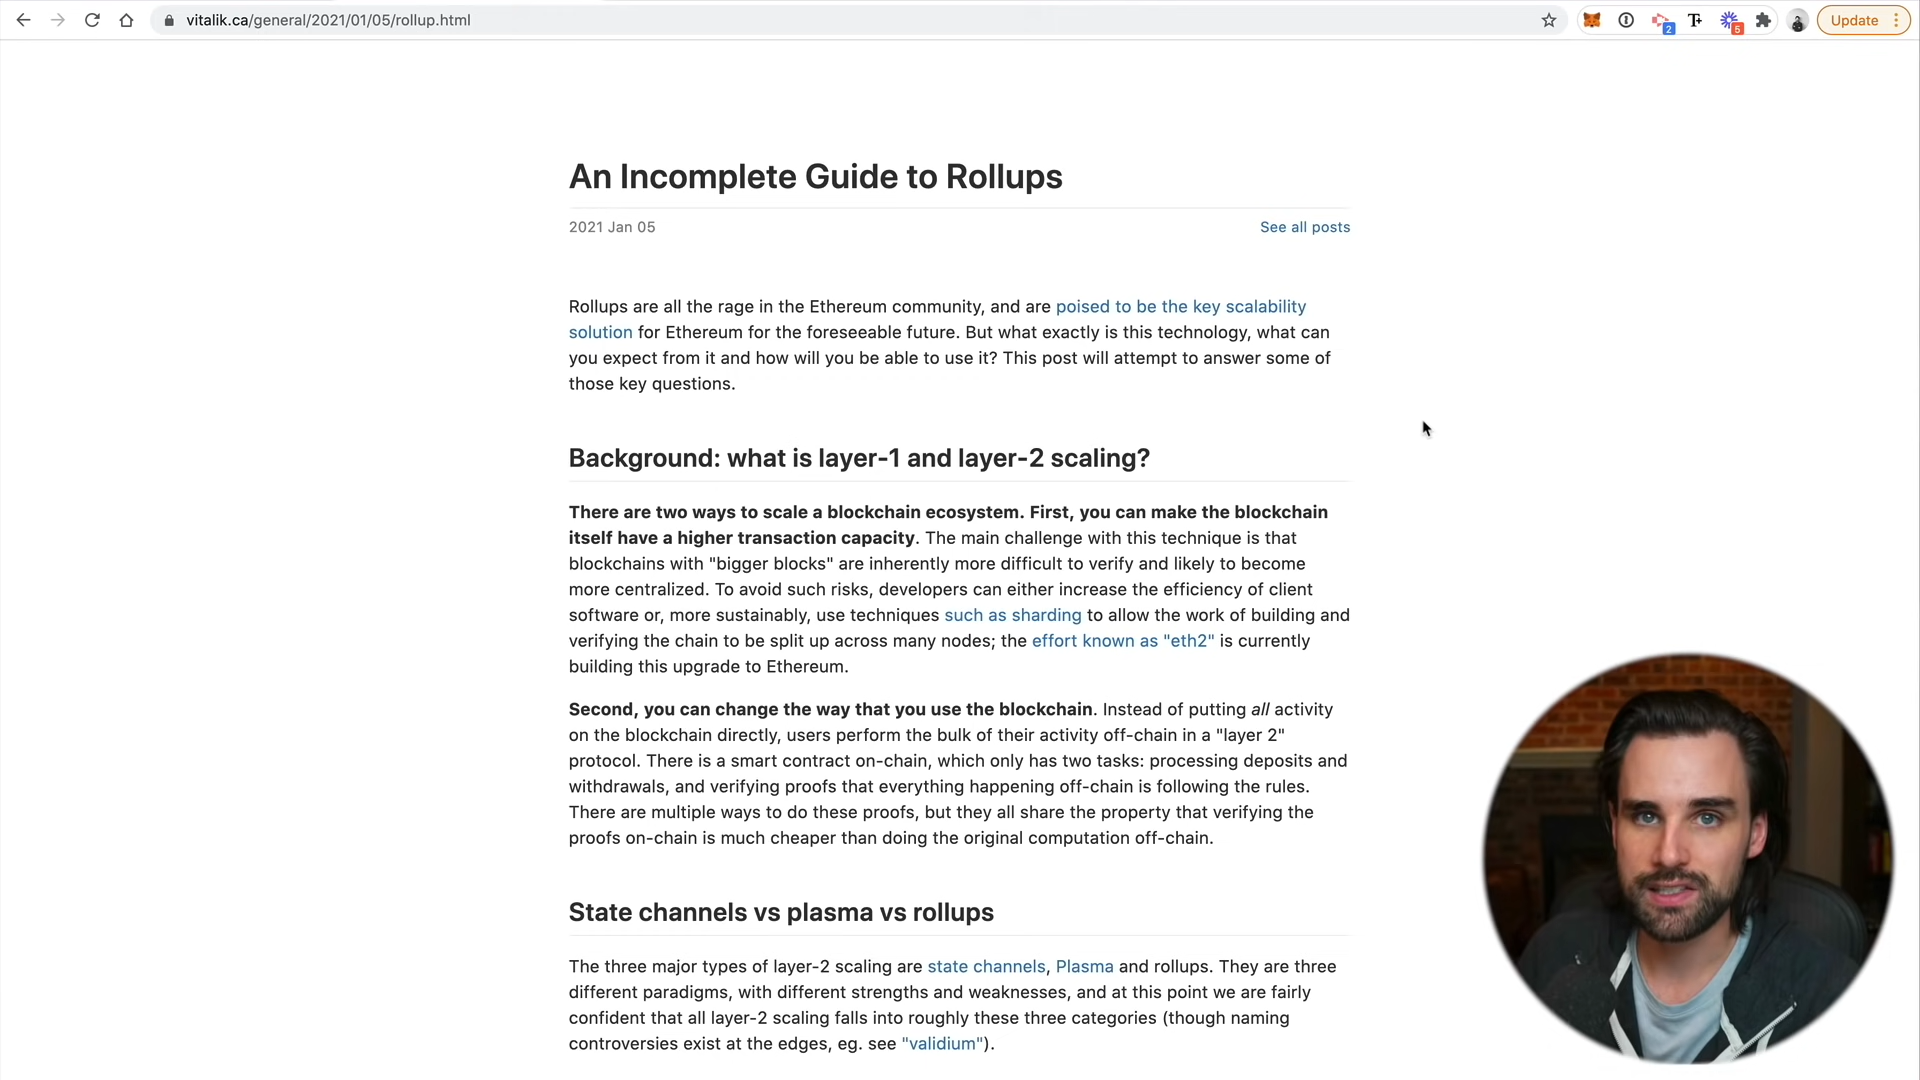 vitalik.ca/general/2021/01/05/rollup.html
2
5
Update
An Incomplete Guide to Rollups
2021 Jan 05
See all posts
Rollups are all the rage in the Ethereum community, and are poised to be the key scalability
solution for Ethereum for the foreseeable future. But what exactly is this technology, what can
you expect from it and how will you be able to use it? This post will attempt to answer some of
those key questions.
Background: what is layer-1 and layer-2 scaling?
There are two ways to scale a blockchain ecosystem. First, you can make the blockchain
itself have a higher transaction capacity. The main challenge with this technique is that
blockchains with "bigger blocks" are inherently more difficult to verify and likely to become
more centralized. To avoid such risks, developers can either increase the efficiency of client
software or, more sustainably, use techniques such as sharding to allow the work of building and
verifying the chain to be split up across many nodes; the effort known as "eth2" is currently
building this upgrade to Ethereum.
Second, you can change the way that you use the blockchain. Instead of putting all activity
on the blockchain directly, users perform the bulk of their activity off-chain in a "layer 2"
protocol. There is a smart contract on-chain, which only has two tasks: processing deposits and
withdrawals, and verifying proofs that everything happening off-chain is following the rules.
There are multiple ways to do these proofs, but they all share the property that verifying the
proofs on-chain is much cheaper than doing the original computation off-chain.
State channels vs plasma vs rollups
The three major types of layer-2 scaling are state channels, Plasma and rollups. They are three
different paradigms, with different strengths and weaknesses, and at this point we are fairly
confident that all layer-2 scaling falls into roughly these three categories (though naming
controversies exist at the edges, eg. see "validium").